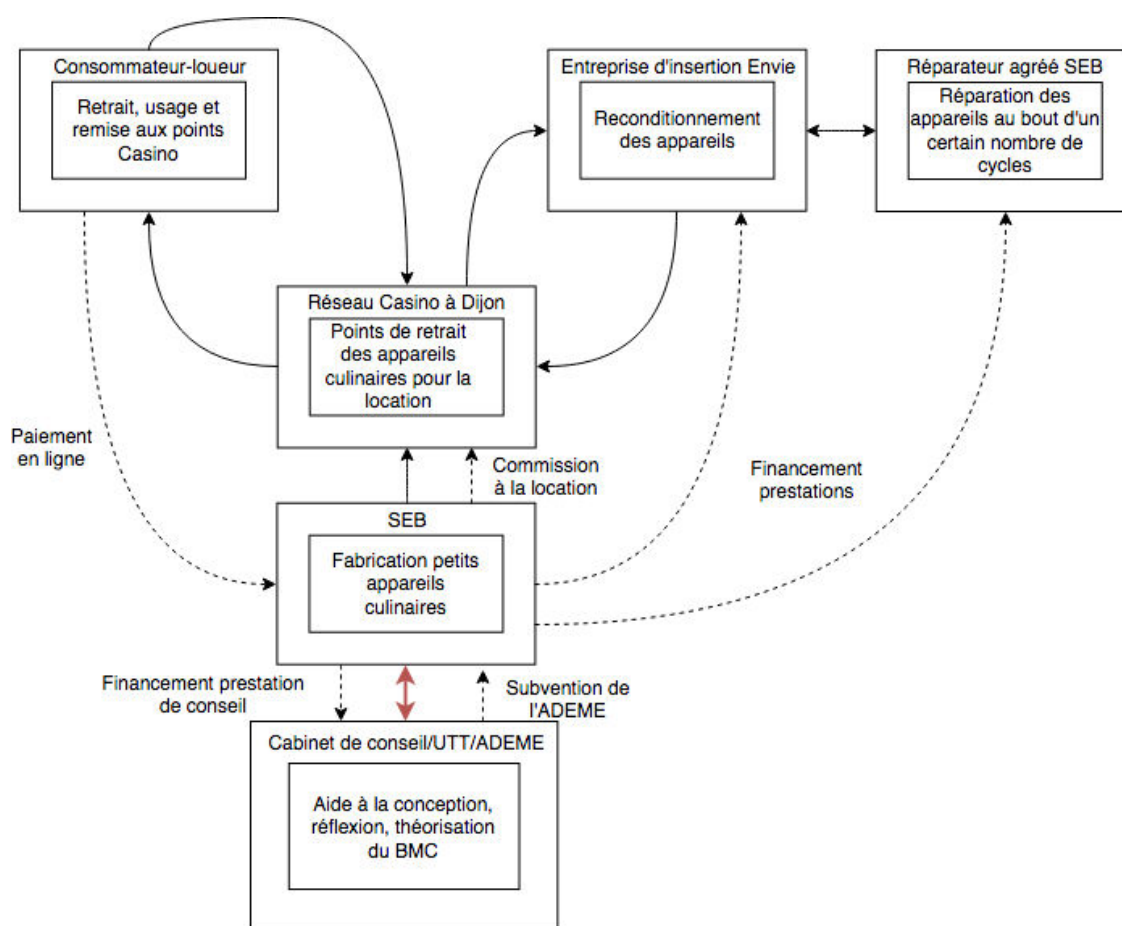 Consommateur-loueur
Retrait, usage et
remise aux points
Casino
Entreprise d'insertion Envie
Reconditionnement
des appareils
Réparateur agréé SEB
Réparation des
appareils au bout d'un
certain nombre de
cycles
Réseau Casino à Dijon
Points de retrait
des appareils
culinaires pour la
location
Paiement
en ligne
Commission
à la location
Financement
prestations
SEB
Fabrication petits
appareils
culinaires
Financement prestation
de conseil
Subvention de
l'ADEME
Cabinet de conseil/UTT/ADEME
Aide à la conception,
réflexion, théorisation
du BMC